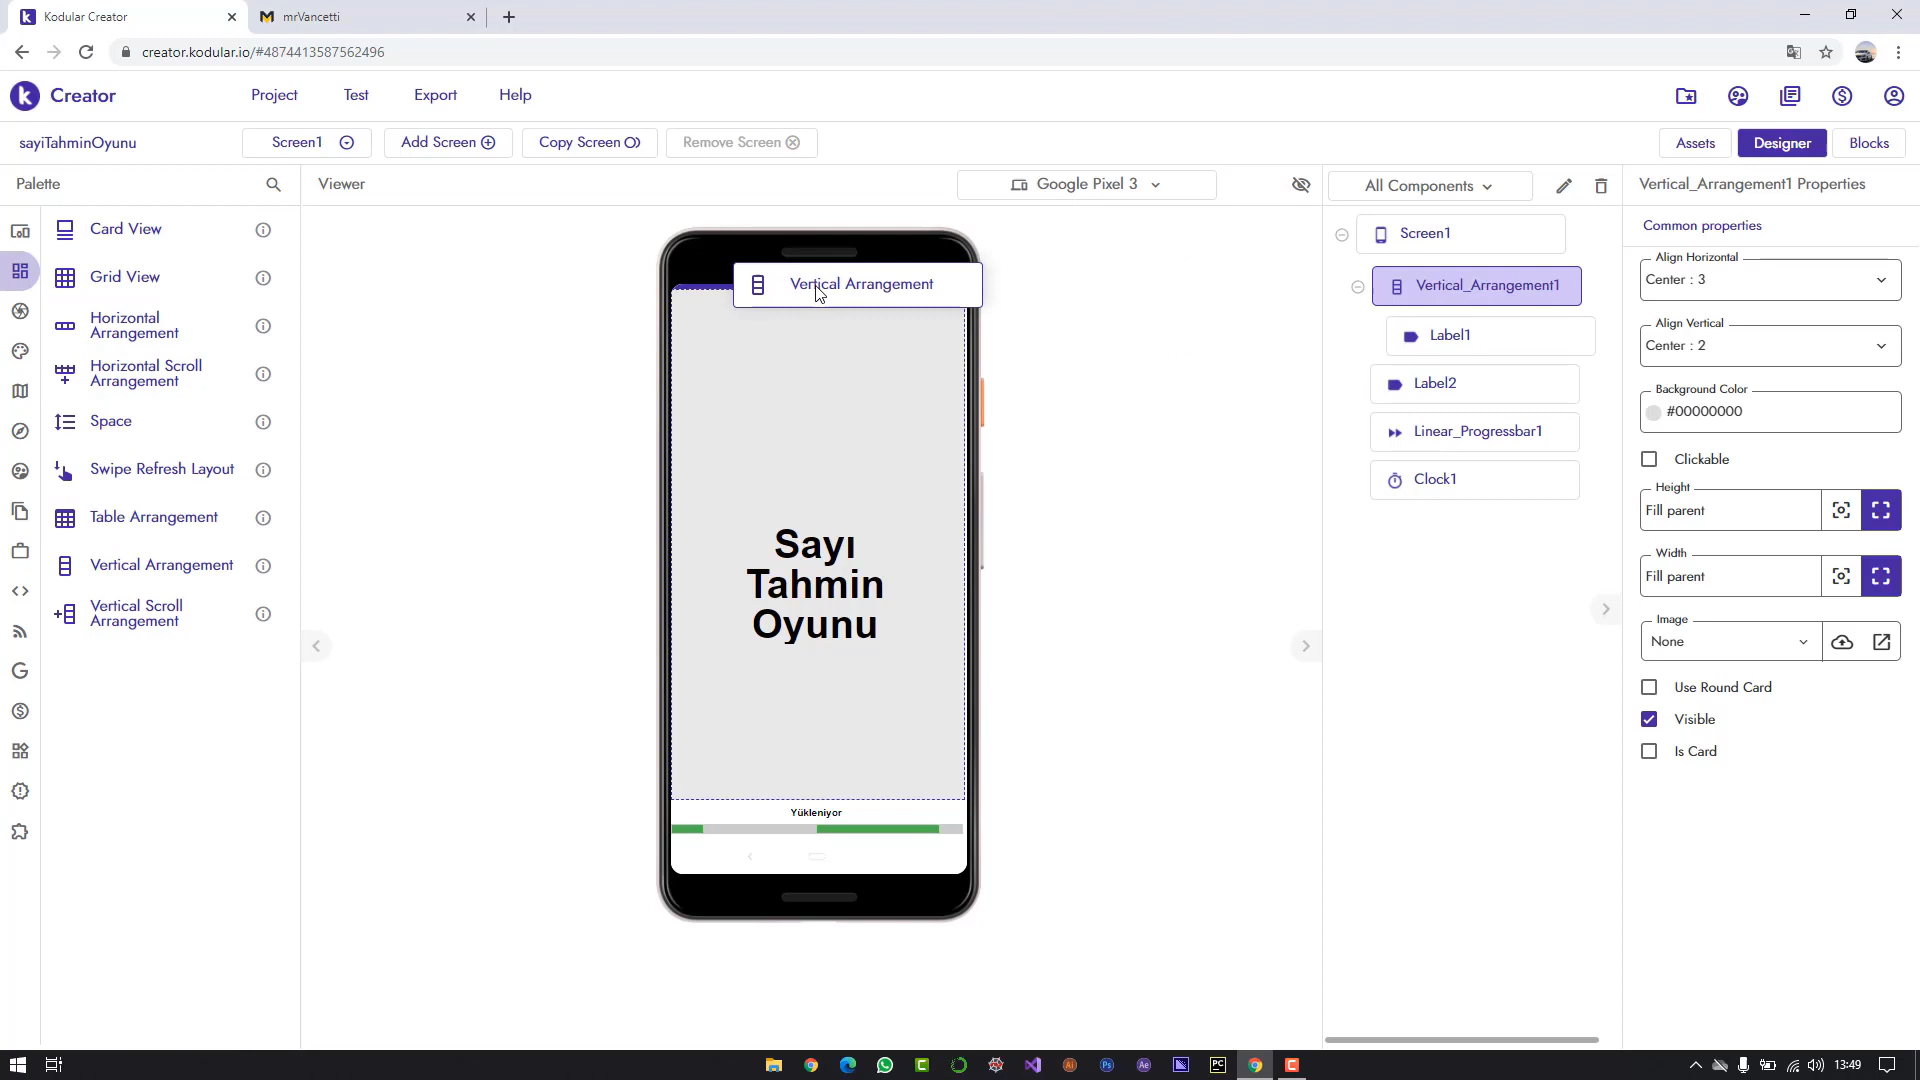 Kodular Creator
mrVancetti
creator.kodular.io/#4874413587562496
Creator
Project
Test
Export
Help
sayiTahminOyunu
Screen1
Add Screen
Copy Screen
Remove Screen
Assets
Designer
Blocks
Palette
Viewer
Google Pixel 3
All Components
Vertical_Arrangement1 Properties
Card View
Grid View
Horizontal
Arrangement
Horizontal Scroll
Arrangement
Space
Swipe Refresh Layout
Table Arrangement
Vertical Arrangement
Vertical Scroll
Arrangement
Vertical Arrangement
Sayı
Tahmin
Oyunu
Yükleniyor
Screen1
Vertical_Arrangement1
Label1
Label2
Linear_Progressbar1
Clock1
Common properties
Align Horizontal
Center : 3
Align Vertical
Center : 2
Background Color
#00000000
Clickable
Height
Fill parent
Width
Fill parent
Image
None
Use Round Card
Visible
Is Card
Ai
Ps
Ae
PC
13:49